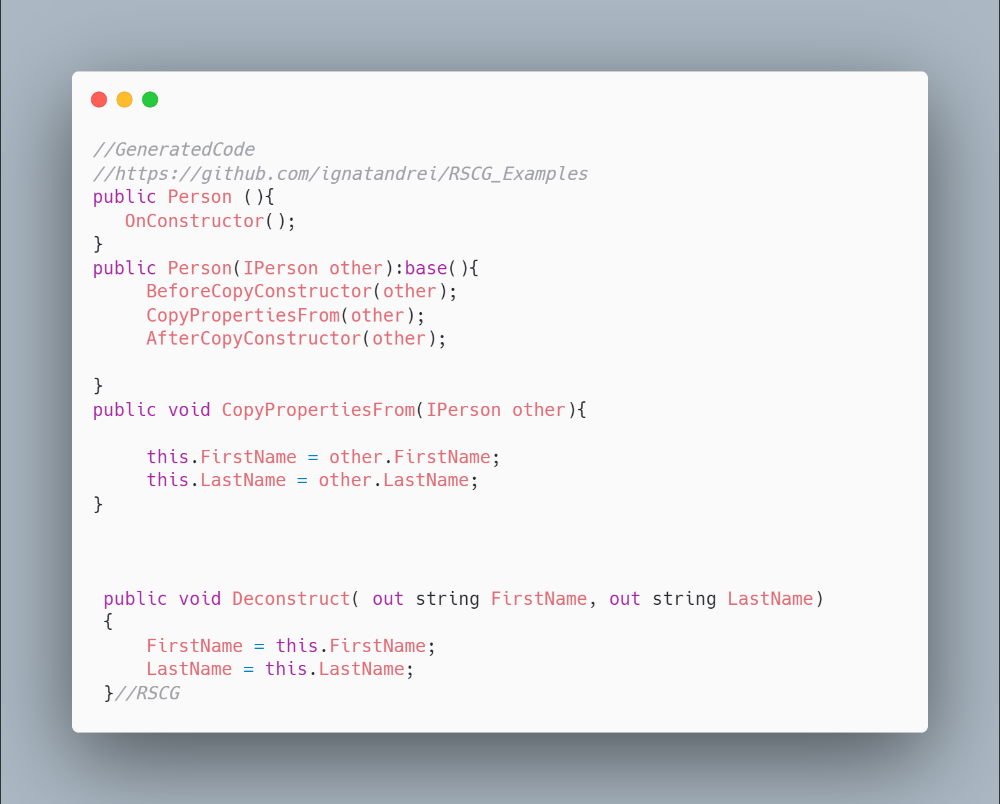 //GeneratedCode
//https://github.com/ignatandrei/RSCG_Examples
public Person (){
   OnConstructor();
}
public Person(IPerson other):base(){
     BeforeCopyConstructor(other);
     CopyPropertiesFrom(other);
     AfterCopyConstructor(other);
}
public void CopyPropertiesFrom(IPerson other){
     this.FirstName = other.FirstName;
     this.LastName = other.LastName;
}
 public void Deconstruct( out string FirstName, out string LastName)
 {
     FirstName = this.FirstName;
     LastName = this.LastName;
 }//RSCG